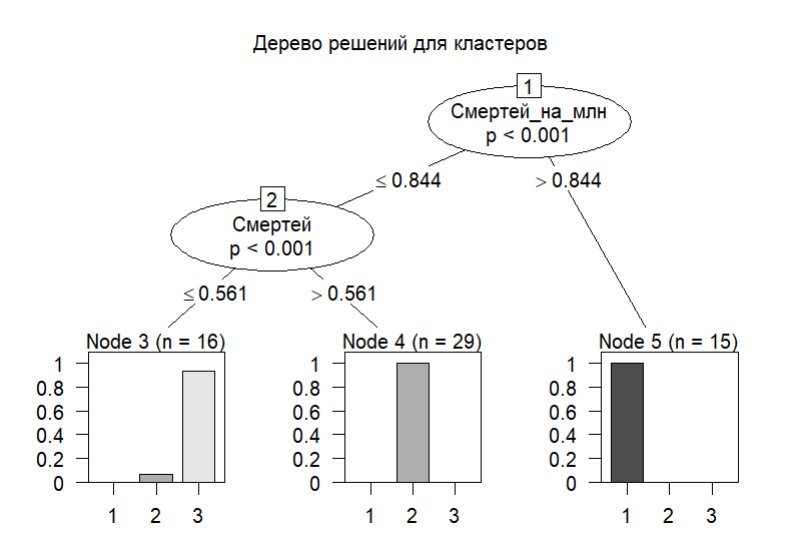 Дерево решений для кластеров
1
Смертей_на_млн
p < 0.001
≤ 0.844
> 0.844
2
Смертей
p < 0.001
≤ 0.561
> 0.561
Node 3 (n = 16)
1
0.8
0.6
0.4
0.2
0
1 2 3
Node 4 (n = 29)
1
0.8
0.6
0.4
0.2
0
1 2 3
Node 5 (n = 15)
1
0.8
0.6
0.4
0.2
0
1 2 3